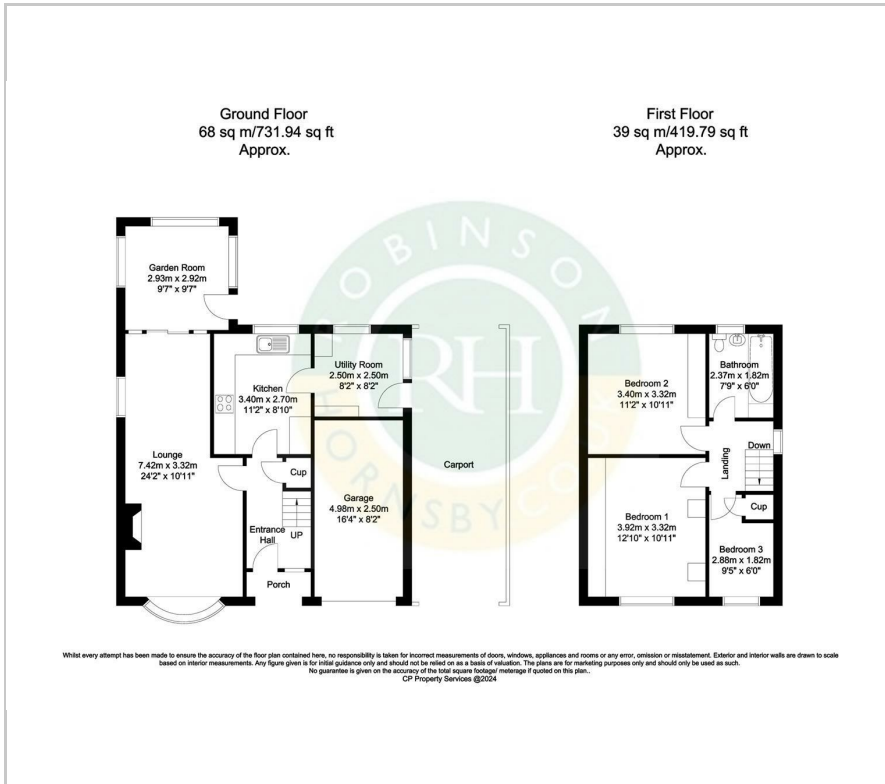 Ground Floor
68 sq m/731.94 sq ft
Approx.
First Floor
39 sq m/419.79 sq ft
Approx.
ROBINSON
RH
HORNSBY COUK
Garden Room
2.93m x 2.92m
9'7" x 9'7"
Kitchen
3.40m x 2.70m
11'2" x 8'10"
Utility Room
2.50m x 2.50m
8'2" x 8'2"
Lounge
7.42m x 3.32m
24'2" x 10'11"
Cup
Garage
4.98m x 2.50m
16'4" x 8'2"
Entrance
Hall
UP
Porch
Carport
Bedroom 2
3.40m x 3.32m
11'2" x 10'11"
Bathroom
2.37m x 1.82m
7'9" x 6'0"
Landing
Down
Cup
Bedroom 1
3.92m x 3.32m
12'10" x 10'11"
Bedroom 3
2.88m x 1.82m
9'5" x 6'0"
Whilst every attempt has been made to ensure the accuracy of the floor plan contained here, no responsibility is taken for incorrect measurements of doors, windows, appliances and rooms or any error, omission or misstatement. Exterior and interior walls are drawn to scale
based on interior measurements. Any figure given is for initial guidance only and should not be relied on as a basis of valuation. The plans are for marketing purposes only and should only be used as such.
No guarantee is given on the accuracy of the total square footage/ meterage if quoted on this plan..
CP Property Services @2024